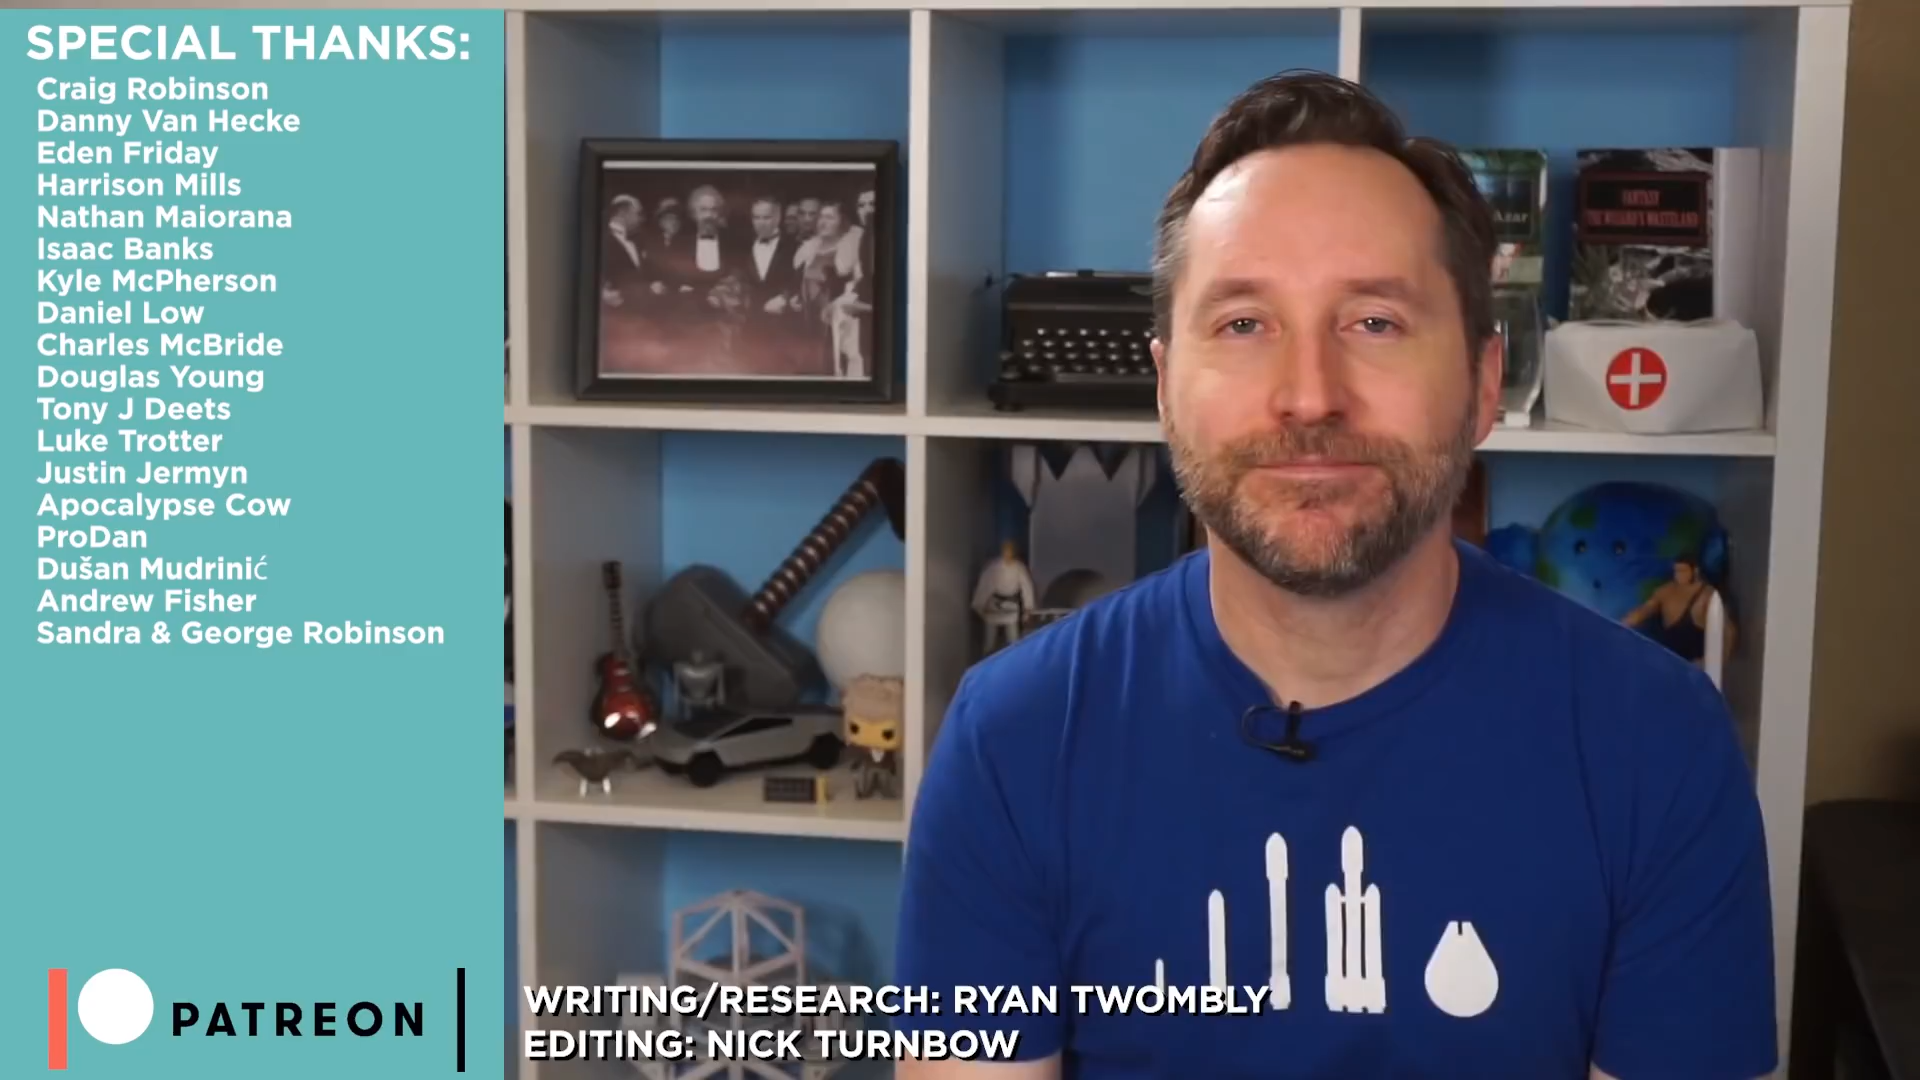 SPECIAL THANKS:
Craig Robinson
Danny Van Hecke
Eden Friday
Harrison Mills
Nathan Maiorana
Isaac Banks
Kyle McPherson
Daniel Low
Charles McBride
Douglas Young
Tony J Deets
Luke Trotter
Justin Jermyn
Apocalypse Cow
ProDan
Dušan Mudrinić
Andrew Fisher
Sandra & George Robinson
PATREON
WRITING/RESEARCH: RYAN TWOMBLY
EDITING: NICK TURNBOW
Azar
FANTASY